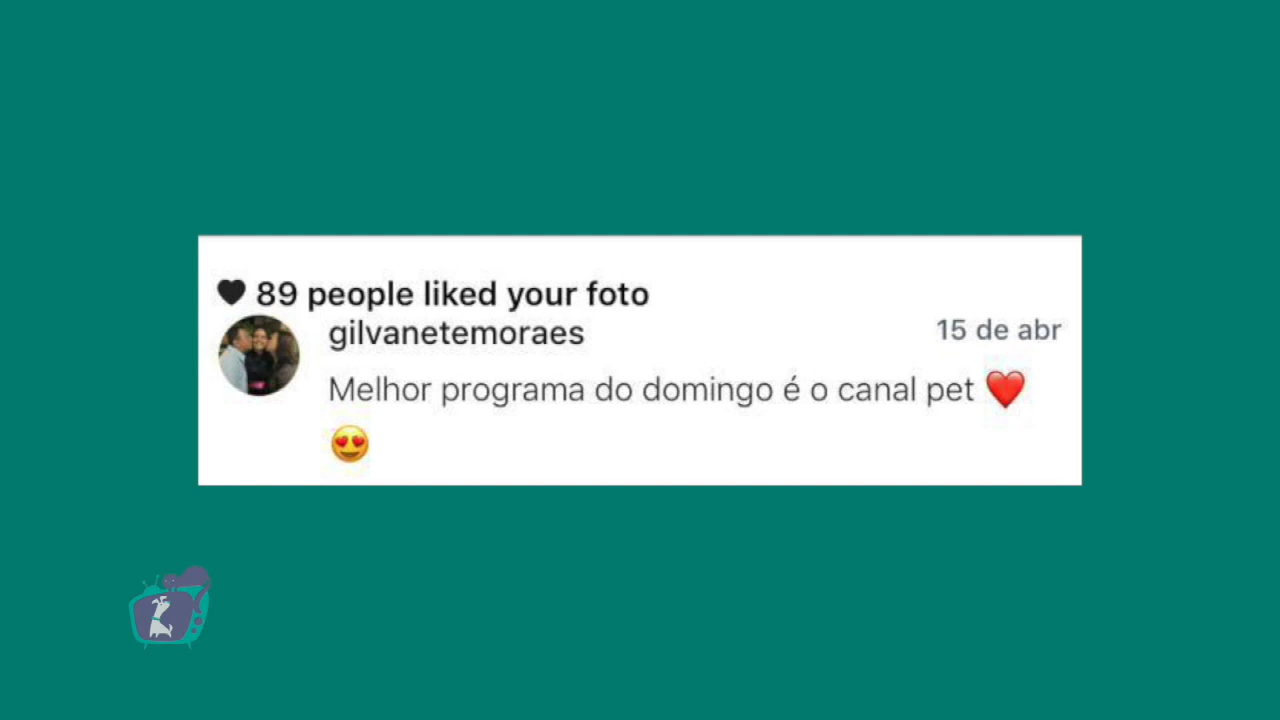 🖤 89 people liked your foto
gilvanetemoraes
15 de abr
Melhor programa do domingo é o canal pet ❤️
😍